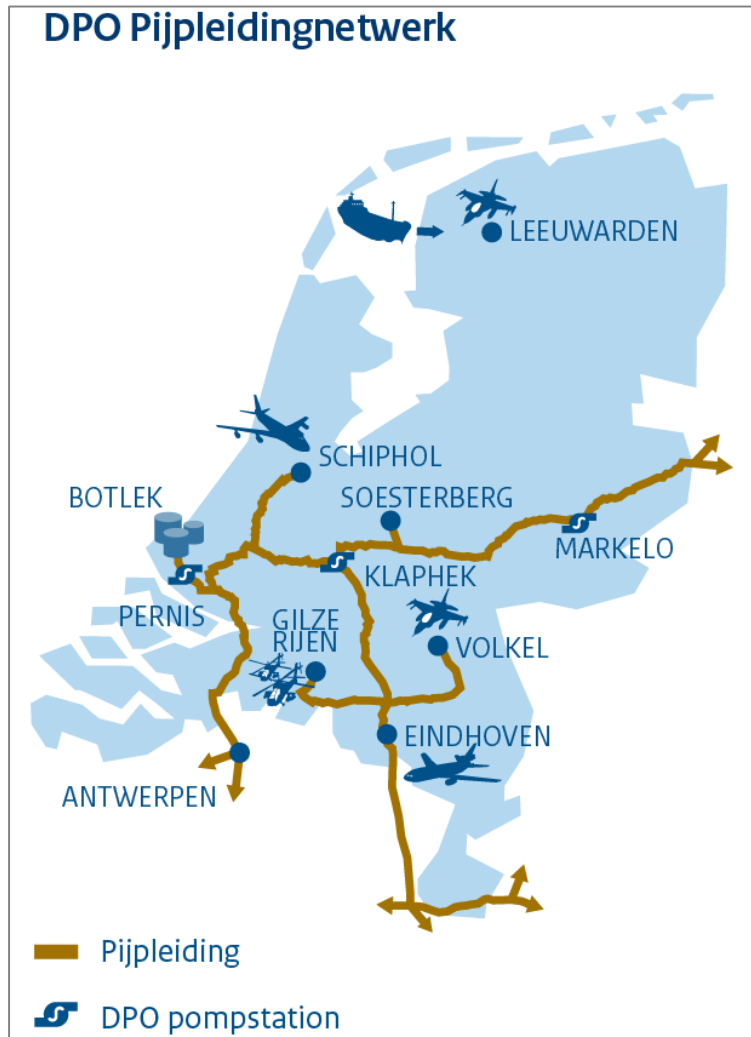 DPO Pijpleidingnetwerk
LEEUWARDEN
SCHIPHOL
BOTLEK
SOESTERBERG
MARKELO
KLAPHEK
PERNIS
GILZE
RIJEN
VOLKEL
EINDHOVEN
ANTWERPEN
Pijpleiding
DPO pompstation